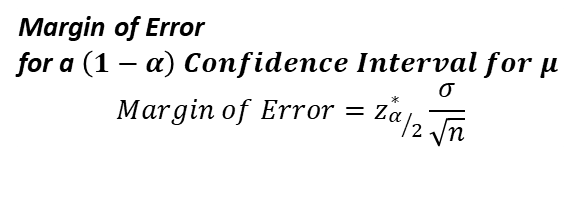 Margin of Error
for a (1 − α) Confidence Interval for μ
Margin of Error = z*α/2 σ/√n